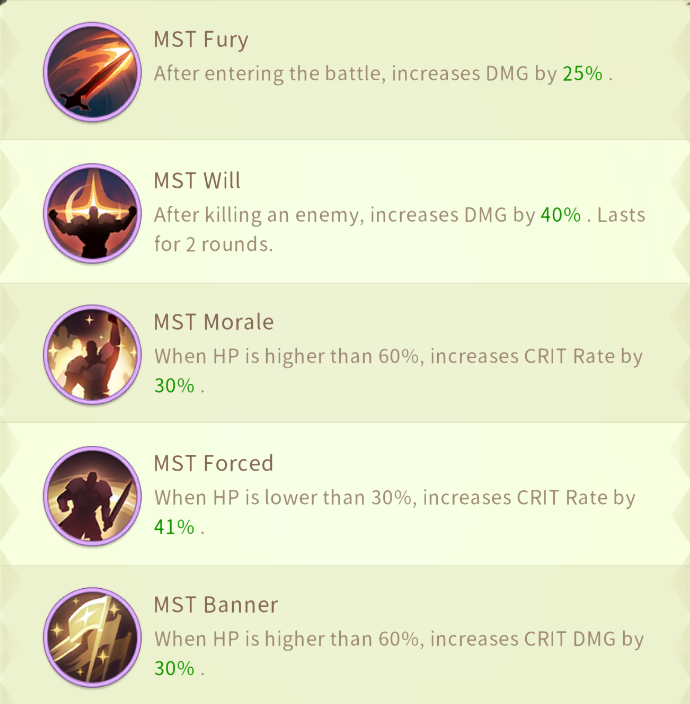 MST Fury
After entering the battle, increases DMG by 25% .
MST Will
After killing an enemy, increases DMG by 40% . Lasts
for 2 rounds.
MST Morale
When HP is higher than 60%, increases CRIT Rate by
30% .
MST Forced
When HP is lower than 30%, increases CRIT Rate by
41% .
MST Banner
When HP is higher than 60%, increases CRIT DMG by
30% .